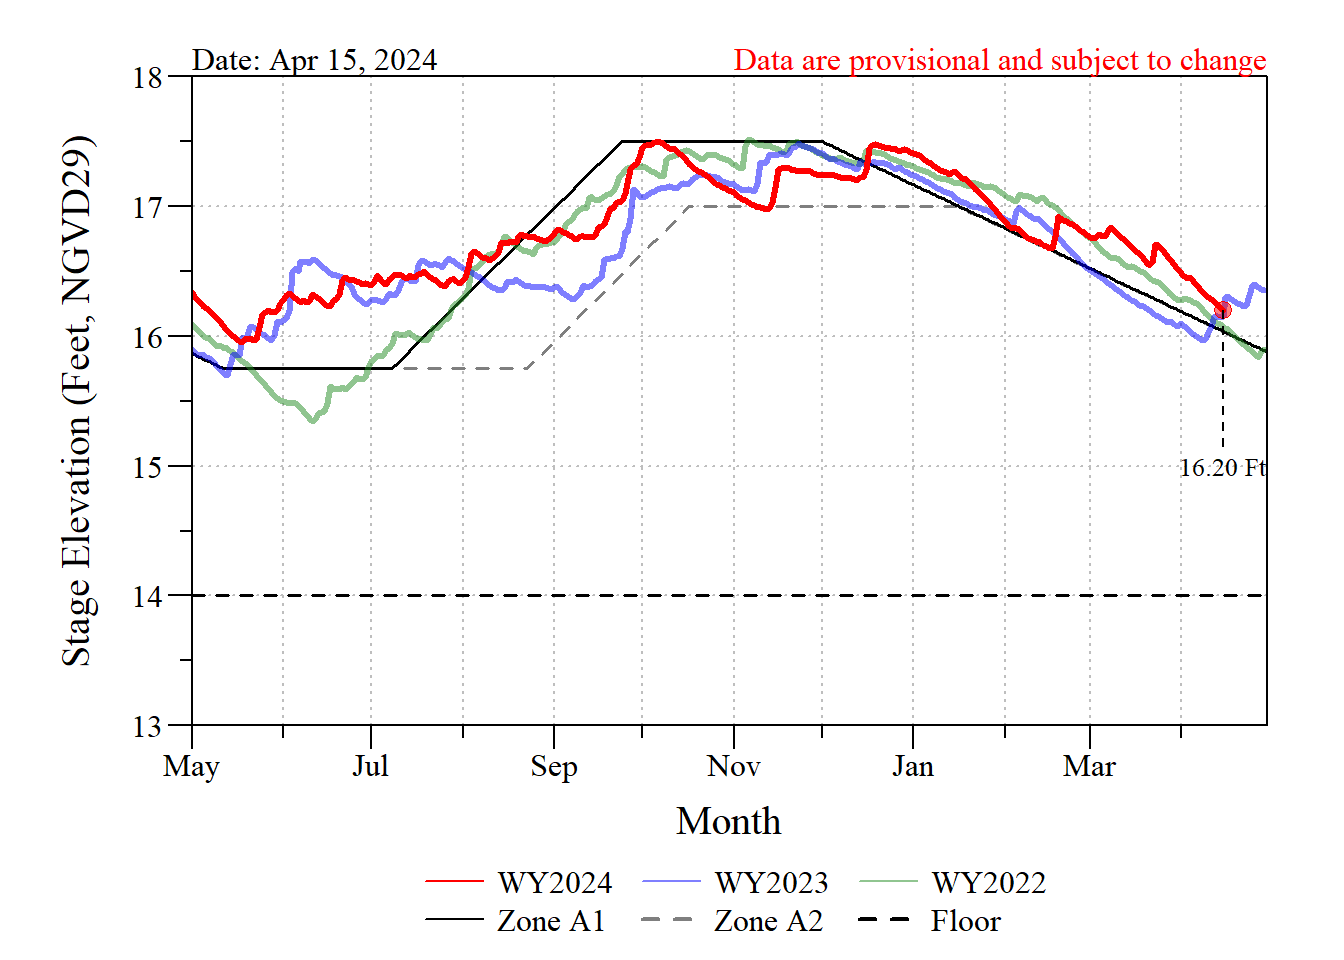 Date: Apr 15, 2024
Data are provisional and subject to change
Stage Elevation (Feet, NGVD29)
18
17
16
15
14
13
16.20 Ft
May
Jul
Sep
Nov
Jan
Mar
Month
WY2024
WY2023
WY2022
Zone A1
Zone A2
Floor